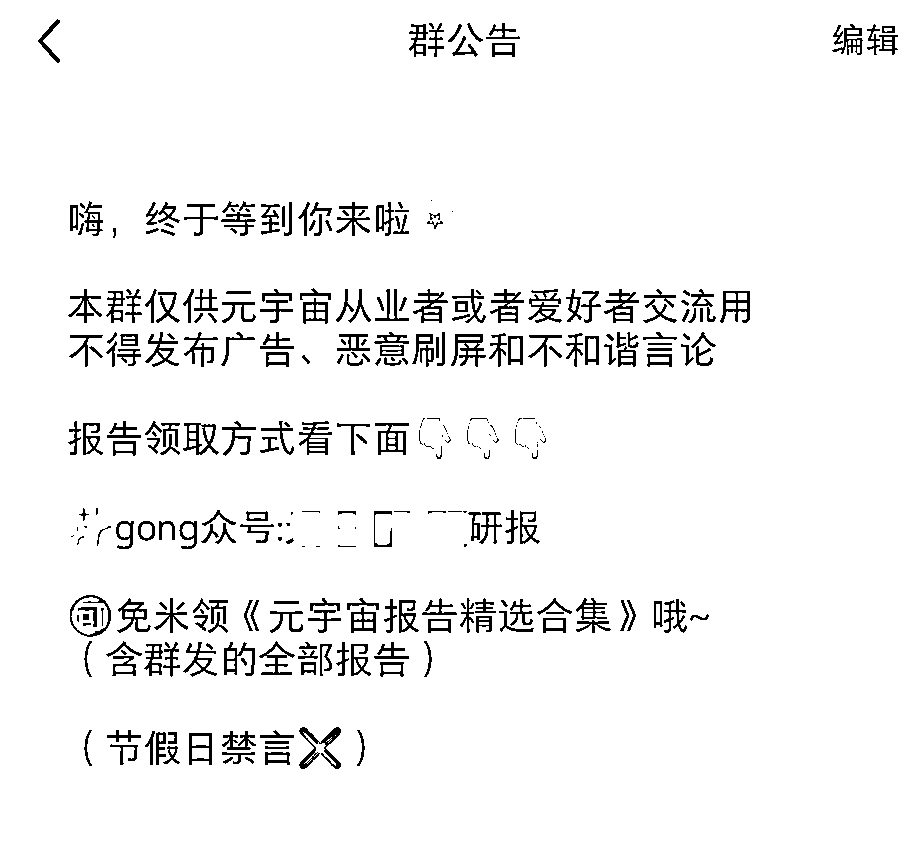 群公告
编辑
嗨，终于等到你来啦
本群仅供元宇宙从业者或者爱好者交流用
不得发布广告、恶意刷屏和不和谐言论
报告领取方式看下面👇👇👇
gong众号: 研报
🉑免米领《元宇宙报告精选合集》哦~
（含群发的全部报告）
（节假日禁言❌）